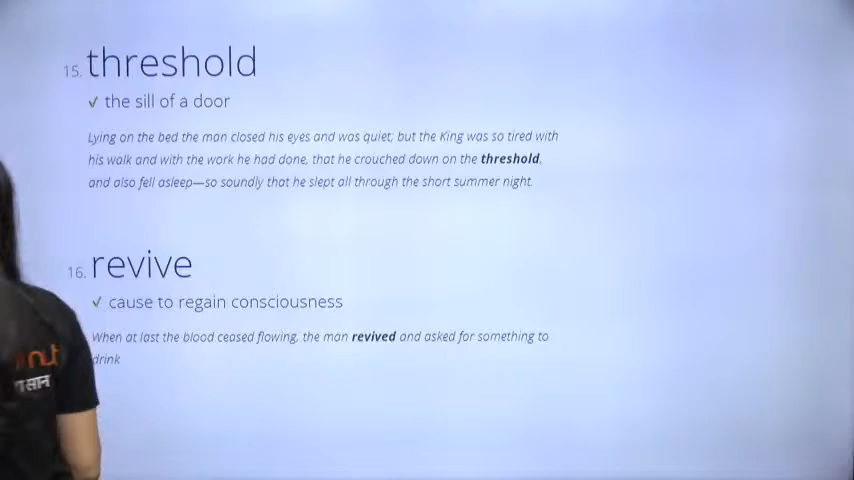 15. threshold
✓ the sill of a door
Lying on the bed the man closed his eyes and was quiet; but the King was so tired with
his walk and with the work he had done, that he crouched down on the threshold,
and also fell asleep—so soundly that he slept all through the short summer night.
16. revive
✓ cause to regain consciousness
When at last the blood ceased flowing, the man revived and asked for something to
drink